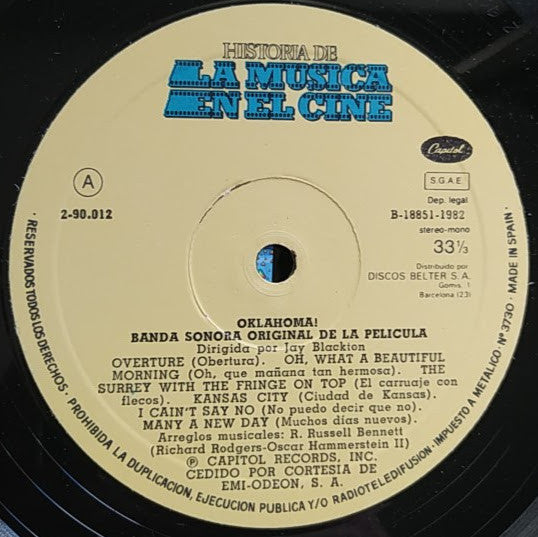 HISTORIA DE
LA MUSICA
EN EL CINE
Capitol
A
S.G.A.E.
2-90.012
Dep. legal
B-18851-1982
stereo-mono
33 1/3
Distribuido por
DISCOS BELTER S.A.
Gomis, 1
Barcelona (23)
OKLAHOMA!
BANDA SONORA ORIGINAL DE LA PELICULA
Dirigida por Jay Blackton
OVERTURE (Obertura). OH, WHAT A BEAUTIFUL
MORNING (Oh, que mañana tan hermosa). THE
SURREY WITH THE FRINGE ON TOP (El carruaje con
flecos). KANSAS CITY (Ciudad de Kansas).
I CAIN'T SAY NO (No puedo decir que no).
MANY A NEW DAY (Muchos días nuevos).
Arreglos musicales: R. Russell Bennett
(Richard Rodgers-Oscar Hammerstein II)
Ⓟ CAPITOL RECORDS, INC.
CEDIDO POR CORTESIA DE
EMI-ODEON, S. A.
· RESERVADOS TODOS LOS DERECHOS · PROHIBIDA LA DUPLICACION, EJECUCION PUBLICA Y/O RADIOTELEDIFUSION · IMPUESTO A METALICO · Nº 3730 · MADE IN SPAIN ·